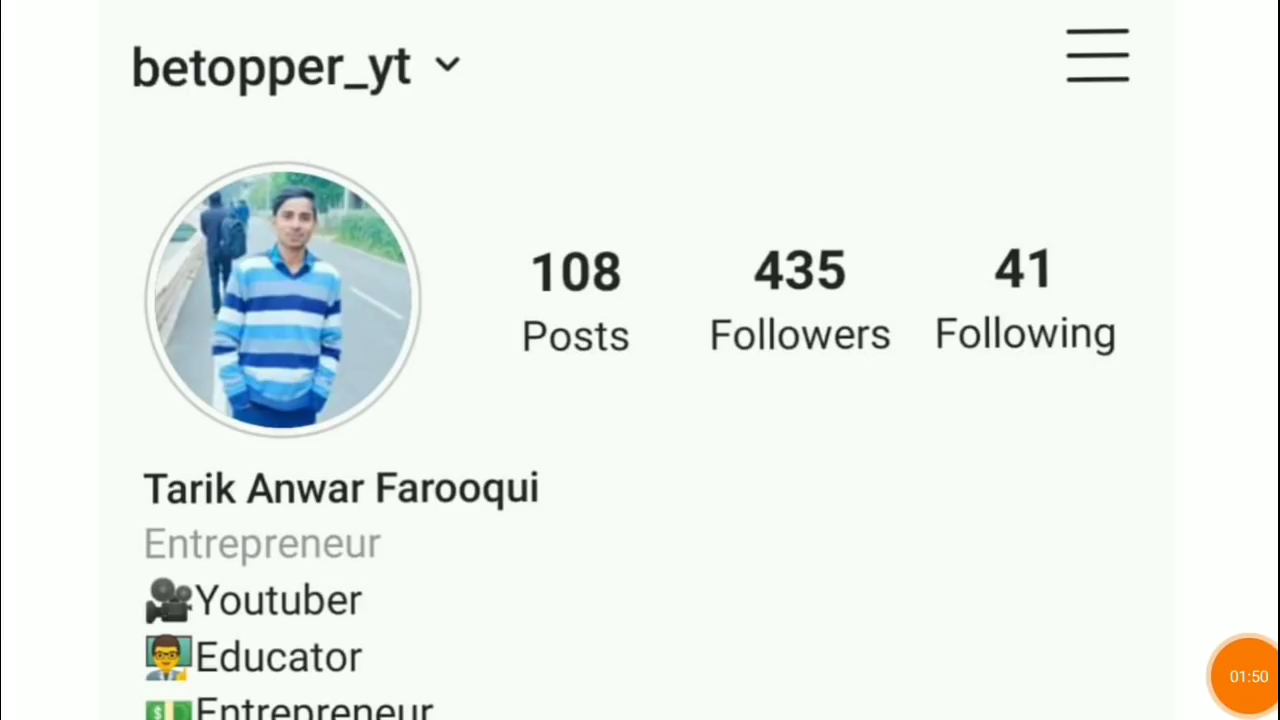 betopper_yt
108 435 41
Posts Followers Following
Tarik Anwar Farooqui
Entrepreneur
🎥Youtuber
👨‍🏫Educator
💵Entrepreneur
01:50